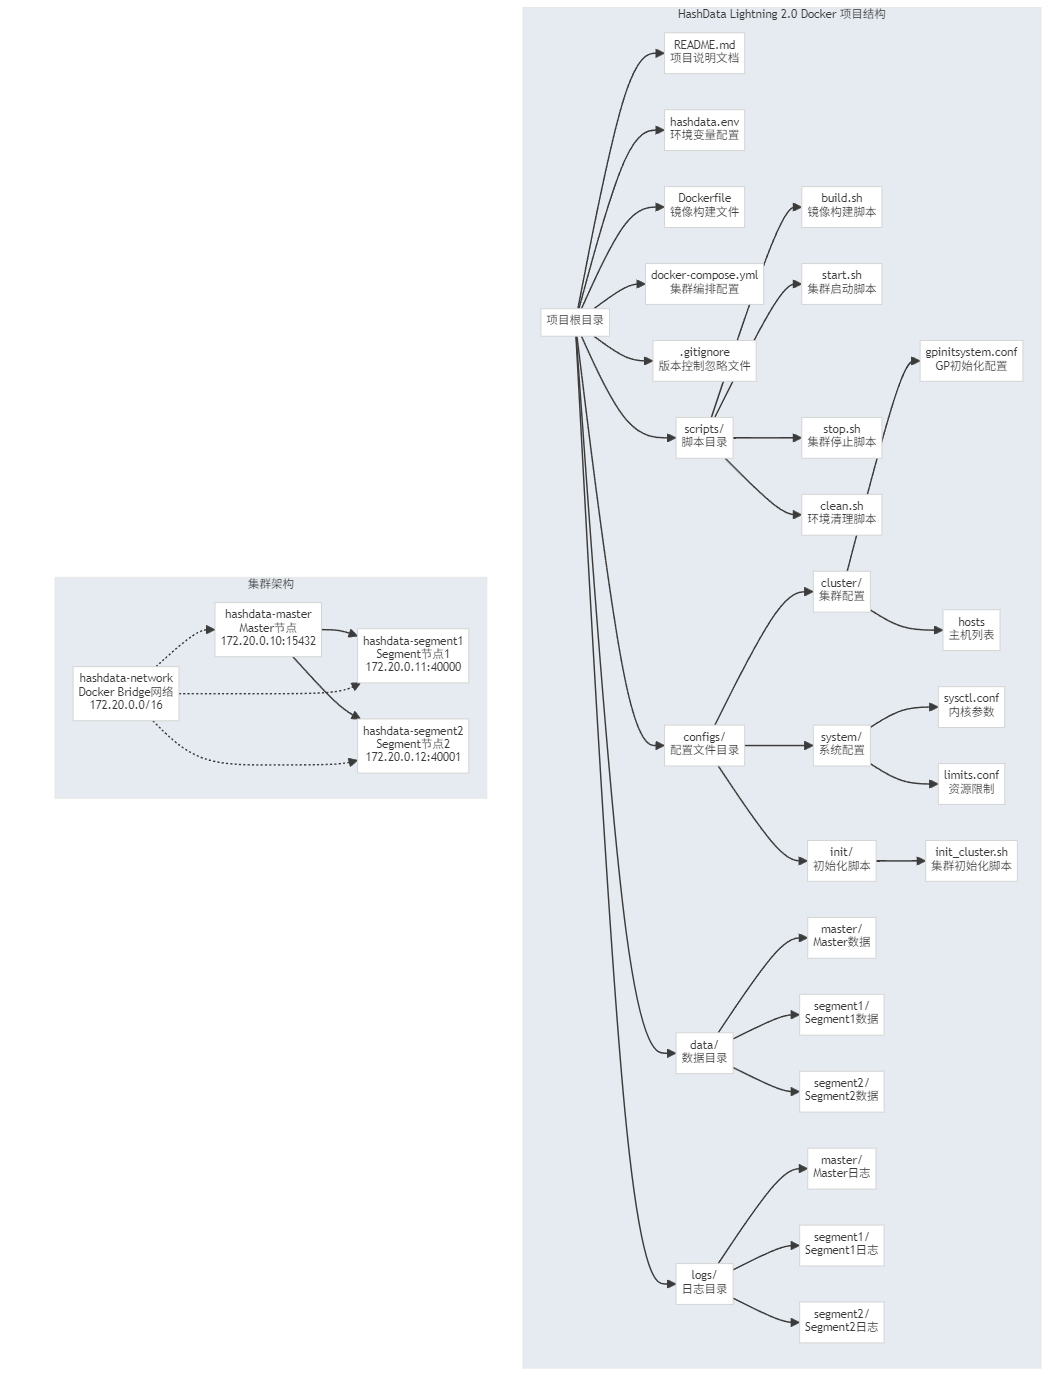 HashData Lightning 2.0 Docker 项目结构
README.md
项目说明文档
hashdata.env
环境变量配置
Dockerfile
镜像构建文件
build.sh
镜像构建脚本
docker-compose.yml
集群编排配置
start.sh
集群启动脚本
项目根目录
.gitignore
版本控制忽略文件
gpinitsystem.conf
GP初始化配置
scripts/
脚本目录
stop.sh
集群停止脚本
clean.sh
环境清理脚本
cluster/
集群配置
hosts
主机列表
sysctl.conf
内核参数
configs/
配置文件目录
system/
系统配置
limits.conf
资源限制
init/
初始化脚本
init_cluster.sh
集群初始化脚本
master/
Master数据
segment1/
Segment1数据
data/
数据目录
segment2/
Segment2数据
master/
Master日志
segment1/
Segment1日志
logs/
日志目录
segment2/
Segment2日志
集群架构
hashdata-master
Master节点
172.20.0.10:15432
hashdata-segment1
Segment节点1
172.20.0.11:40000
hashdata-network
Docker Bridge网络
172.20.0.0/16
hashdata-segment2
Segment节点2
172.20.0.12:40001